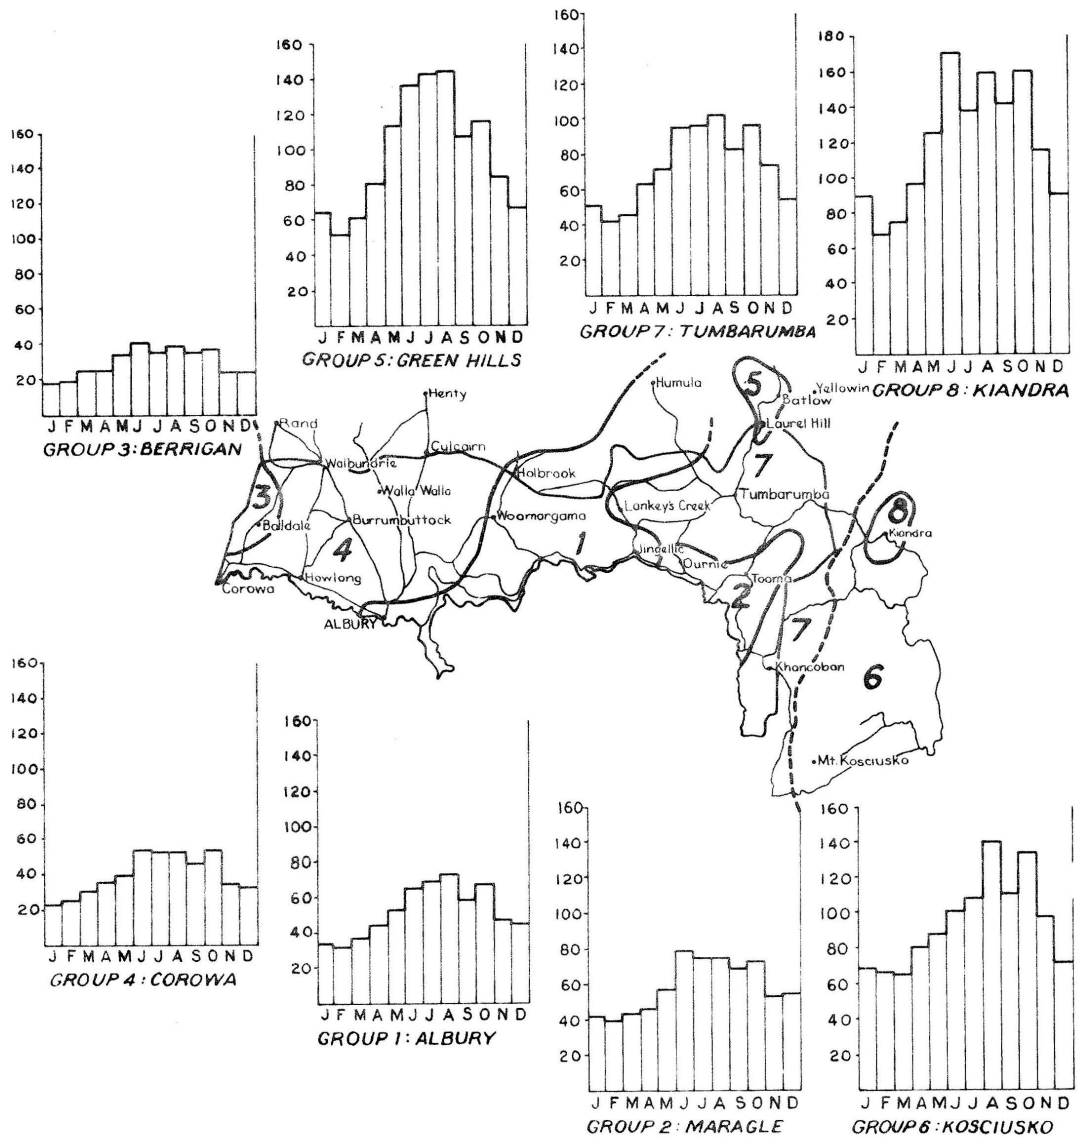 160
140
120
100
80
60
40
20
J F M A M J J A S O N D
GROUP 5: GREEN HILLS
160
140
120
100
80
60
40
20
J F M A M J J A S O N D
GROUP 7: TUMBARUMBA
180
160
140
120
100
80
60
40
20
J F M A M J J A S O N D
GROUP 8: KIANDRA
160
140
120
100
80
60
40
20
J F M A M J J A S O N D
GROUP 3: BERRIGAN
Humula
5
Yellowin
Batlow
Henty
Rand
Laurel Hill
Culcairn
Walbundrie
7
Holbrook
3
Walla Walla
Tumbarumba
Lankey's Creek
8
Woomargama
Burrumbuttock
Baldale
Kiandra
4
1
Jingellic
Ournie
Howlong
Tooma
Corowa
2
ALBURY
7
Khancoban
6
Mt. Kosciusko
160
140
120
100
80
60
40
20
J F M A M J J A S O N D
GROUP 4: COROWA
160
140
120
100
80
60
40
20
J F M A M J J A S O N D
GROUP 1: ALBURY
160
140
120
100
80
60
40
20
J F M A M J J A S O N D
GROUP 2: MARAGLE
160
140
120
100
80
60
40
20
J F M A M J J A S O N D
GROUP 6: KOSCIUSKO